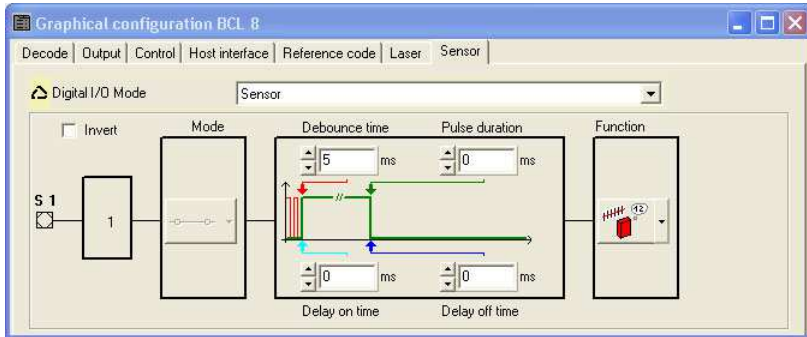 Graphical configuration BCL 8
Decode Output Control Host interface Reference code Laser Sensor
Digital I/O Mode Sensor
Invert Mode Debounce time Pulse duration Function
5 ms 0 ms
S 1
1
12
0 ms 0 ms
Delay on time Delay off time